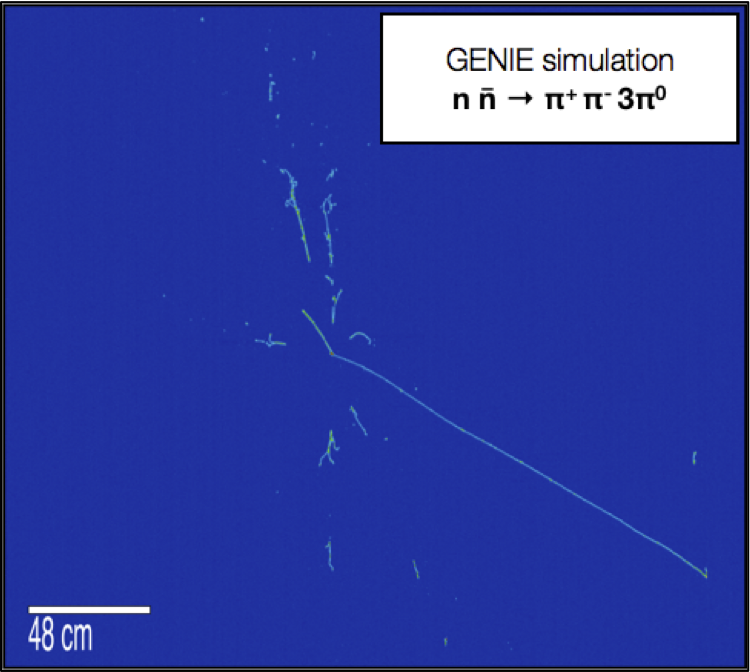 GENIE simulation
n n̄ → π⁺ π⁻ 3π⁰
48 cm